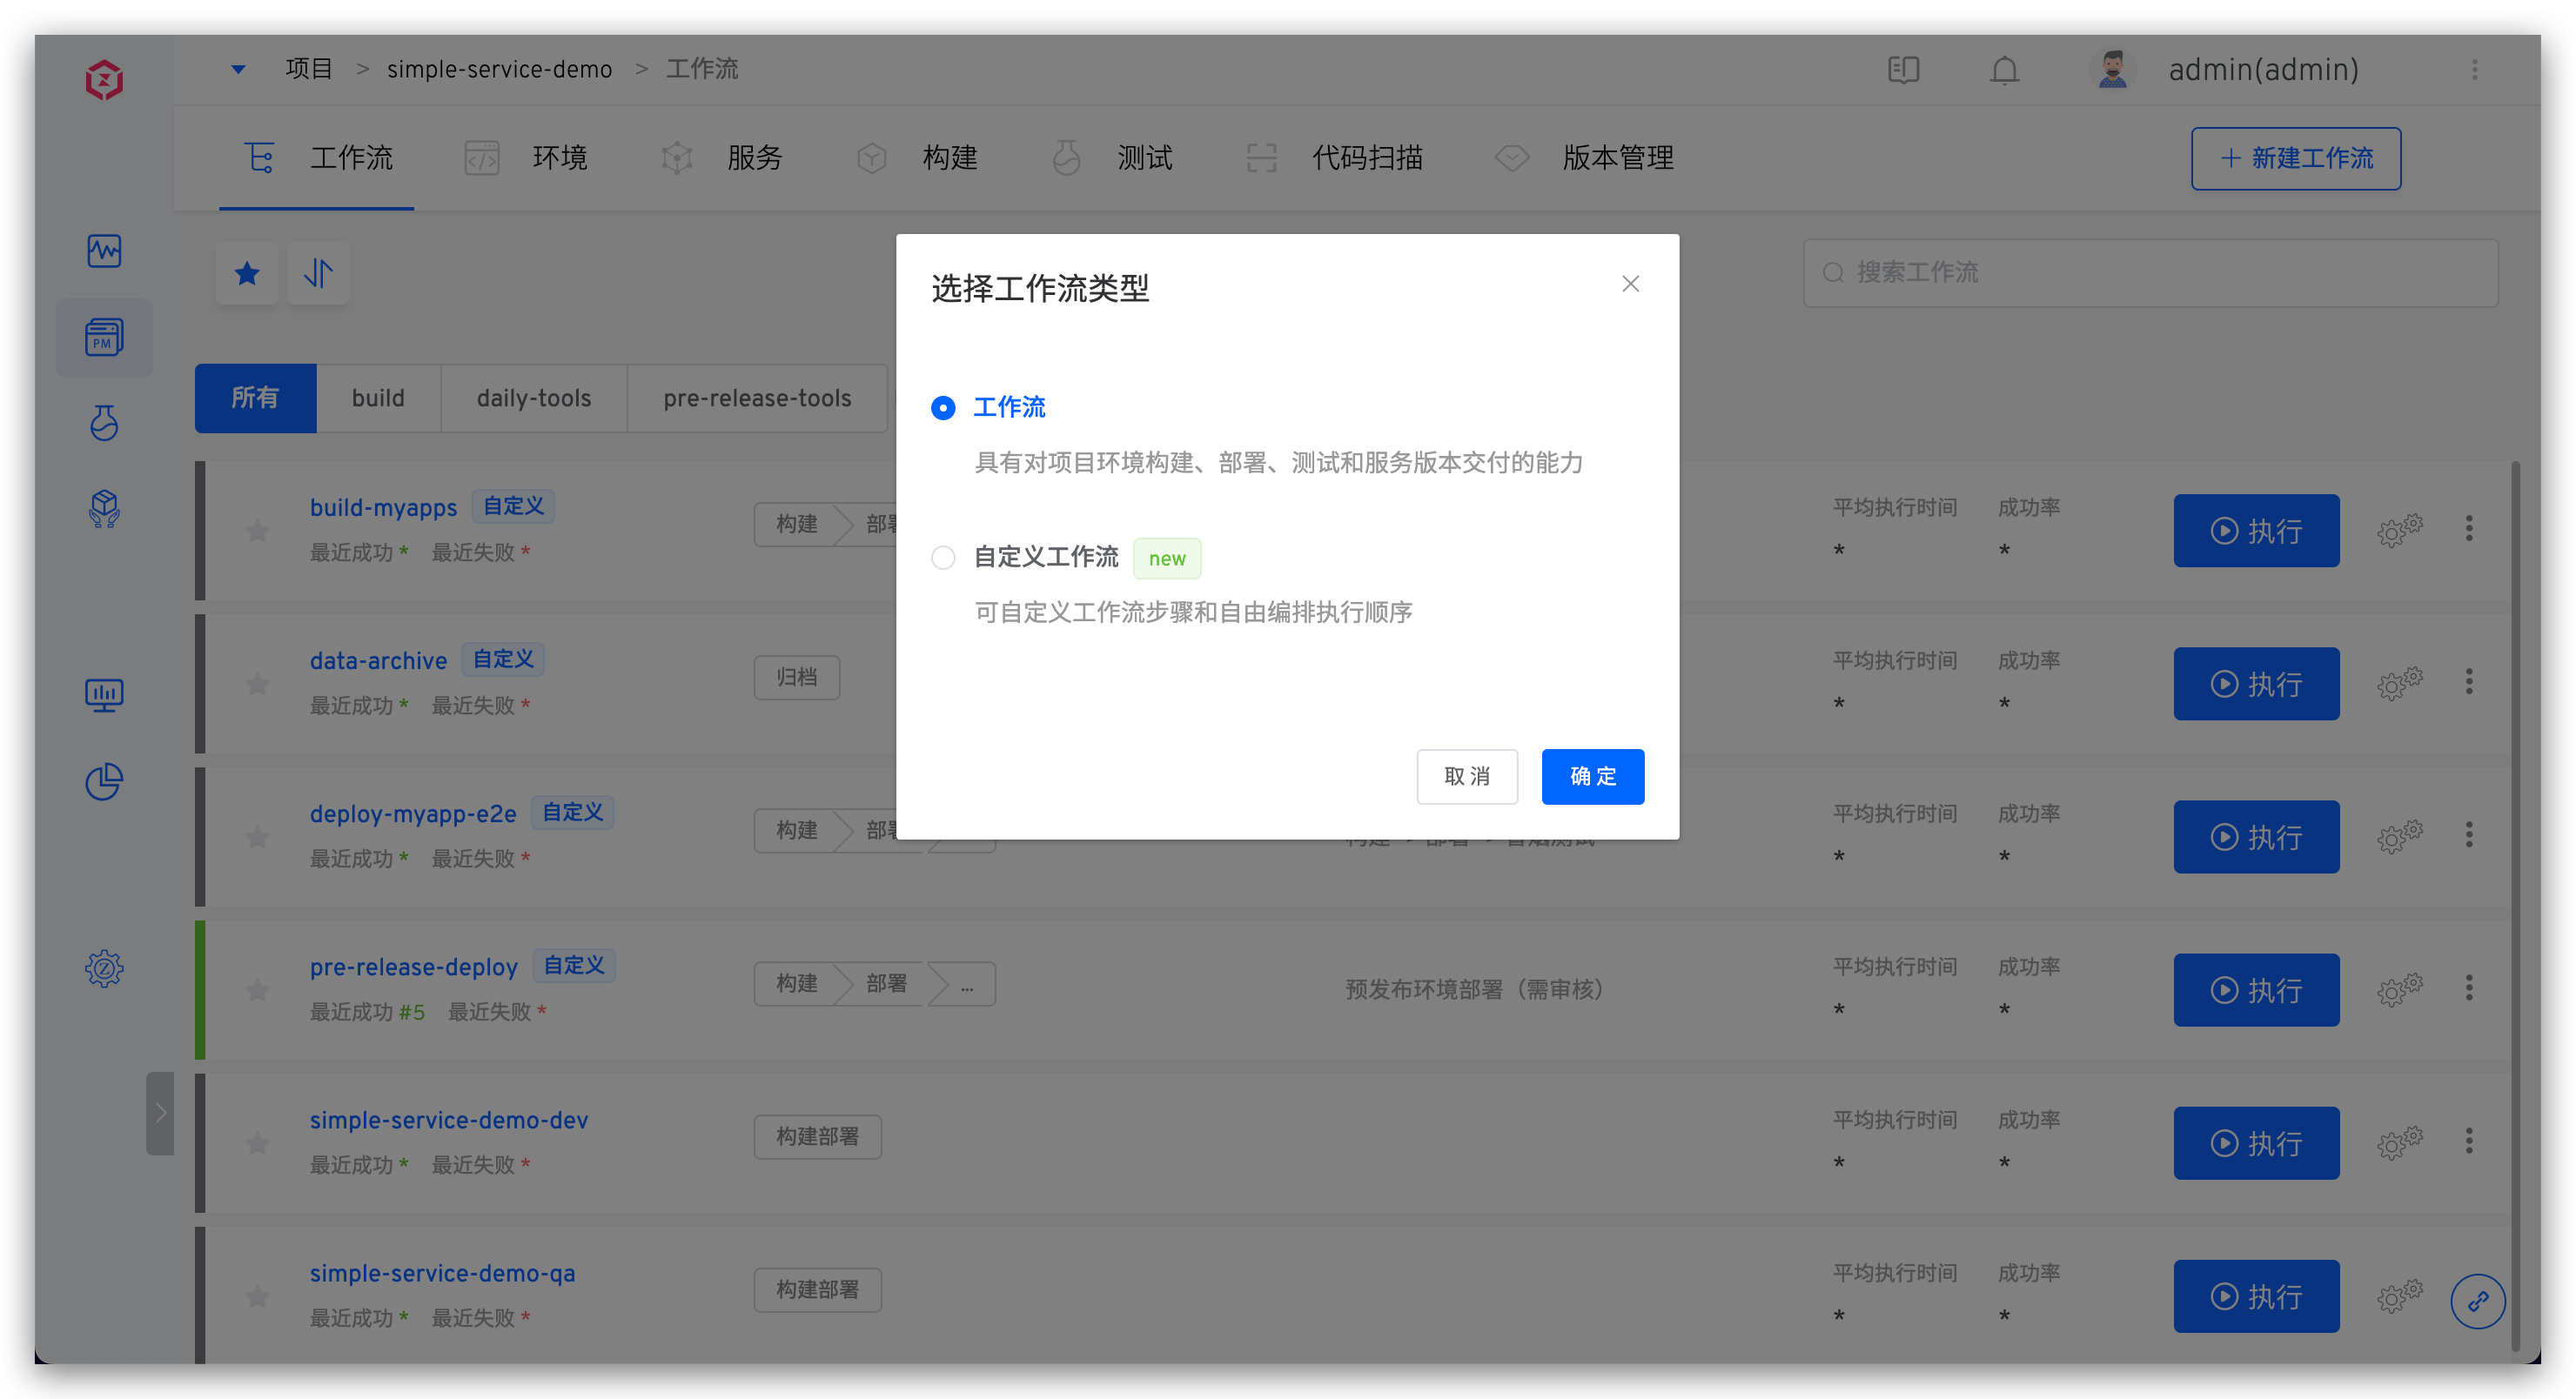 项目 > simple-service-demo > 工作流
admin(admin)
工作流 环境 服务 构建 测试 代码扫描 版本管理
+ 新建工作流
PM
搜索工作流
选择工作流类型
工作流
具有对项目环境构建、部署、测试和服务版本交付的能力
自定义工作流 new
可自定义工作流步骤和自由编排执行顺序
取消 确定
所有 build daily-tools pre-release-tools
build-myapps 自定义
最近成功 * 最近失败 *
构建
平均执行时间 成功率
* *
执行
data-archive 自定义
最近成功 * 最近失败 *
归档
平均执行时间 成功率
* *
执行
deploy-myapp-e2e 自定义
最近成功 * 最近失败 *
构建
平均执行时间 成功率
* *
执行
pre-release-deploy 自定义
最近成功 #5 最近失败 *
构建 部署 ...
预发布环境部署（需审核）
平均执行时间 成功率
* *
执行
simple-service-demo-dev
最近成功 * 最近失败 *
构建部署
平均执行时间 成功率
* *
执行
simple-service-demo-qa
最近成功 * 最近失败 *
构建部署
平均执行时间 成功率
* *
执行